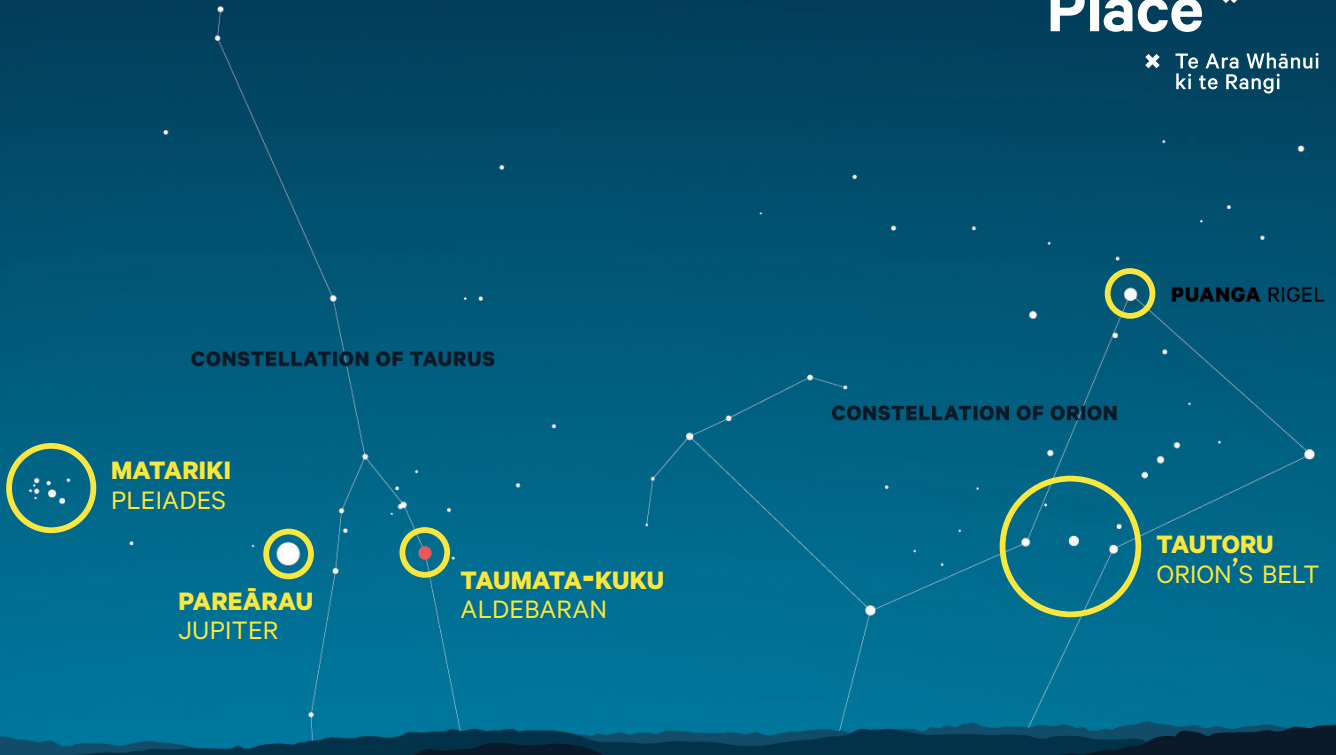 Place
Te Ara Whānui
ki te Rangi
PUANGA RIGEL
CONSTELLATION OF TAURUS
CONSTELLATION OF ORION
MATARIKI
PLEIADES
TAUTORU
ORION'S BELT
TAUMATA-KUKU
ALDEBARAN
PAREĀRAU
JUPITER